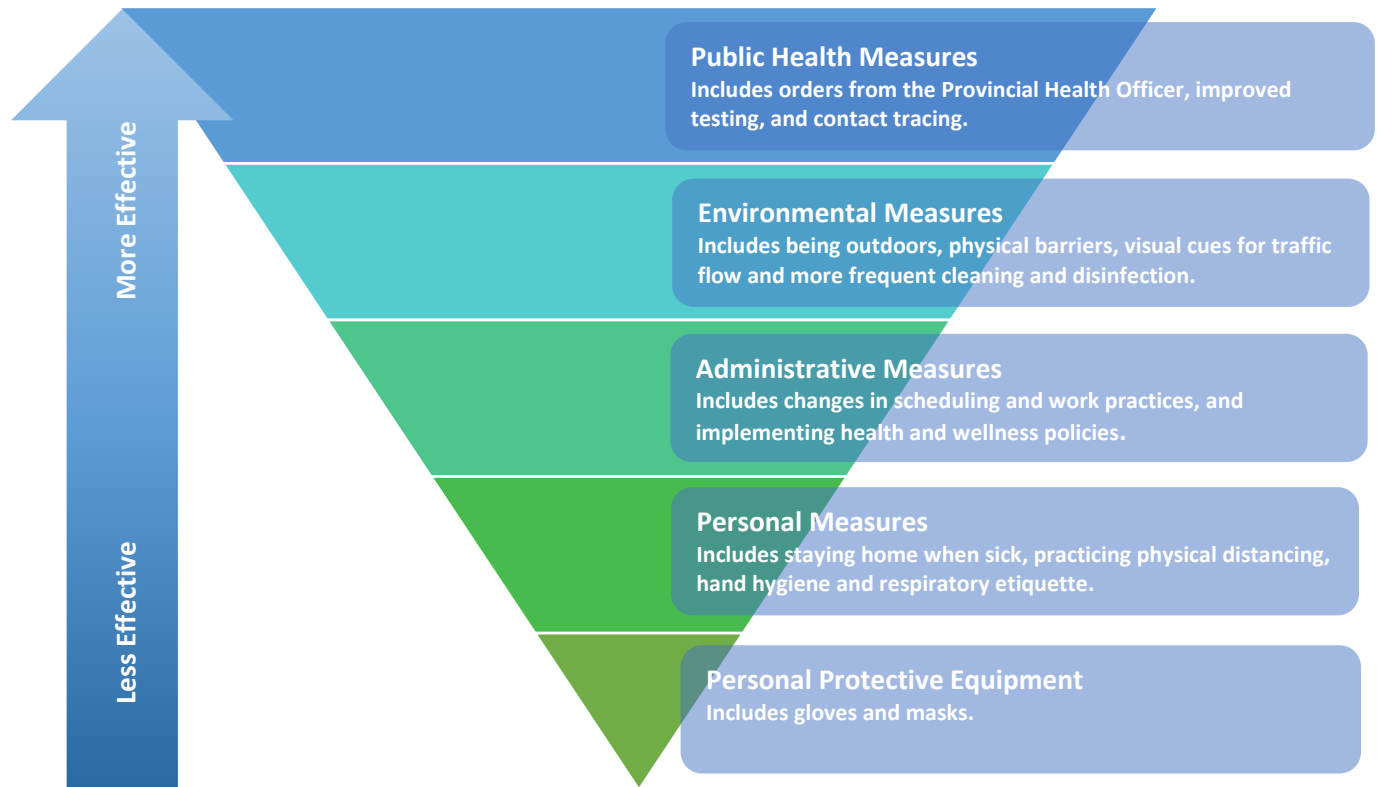 Public Health Measures
Includes orders from the Provincial Health Officer, improved
testing, and contact tracing.
More Effective
Environmental Measures
Includes being outdoors, physical barriers, visual cues for traffic
flow and more frequent cleaning and disinfection.
Administrative Measures
Includes changes in scheduling and work practices, and
implementing health and wellness policies.
Personal Measures
Includes staying home when sick, practicing physical distancing,
hand hygiene and respiratory etiquette.
Less Effective
Personal Protective Equipment
Includes gloves and masks.